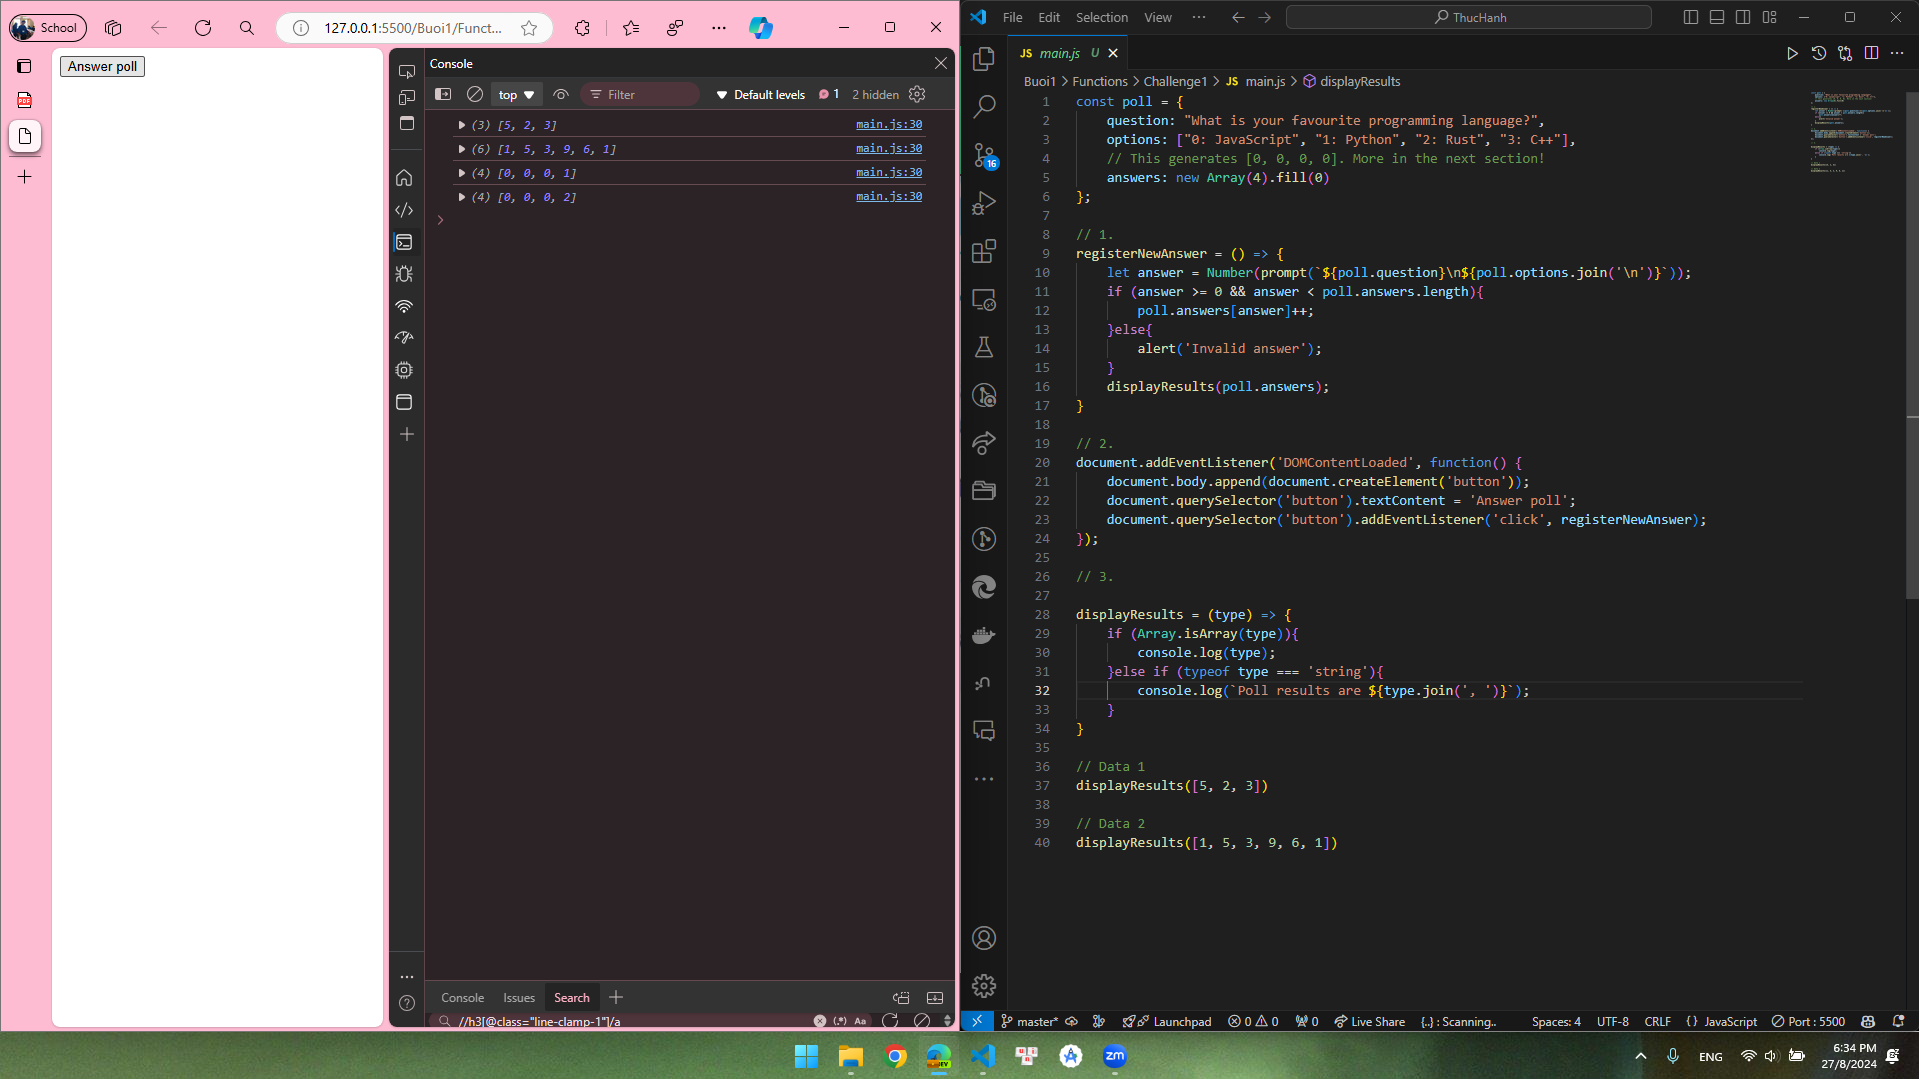 School
127.0.0.1:5500/Buoi1/Funct...
Answer poll
Console
top
Filter
Default levels
1
2 hidden
(3) [5, 2, 3]
main.js:30
(6) [1, 5, 3, 9, 6, 1]
main.js:30
(4) [0, 0, 0, 1]
main.js:30
(4) [0, 0, 0, 2]
main.js:30
Console
Issues
Search
//h3[@class="line-clamp-1"]/a
(.*)
Aa
File
Edit
Selection
View
ThucHanh
JS main.js U
Buoi1 > Functions > Challenge1 > JS main.js > displayResults
16
1 const poll = {
2 question: "What is your favourite programming language?",
3 options: ["0: JavaScript", "1: Python", "2: Rust", "3: C++"],
4 // This generates [0, 0, 0, 0]. More in the next section!
5 answers: new Array(4).fill(0)
6 };
7
8 // 1.
9 registerNewAnswer = () => {
10 let answer = Number(prompt(`${poll.question}\n${poll.options.join('\n')}`));
11 if (answer >= 0 && answer < poll.answers.length){
12 poll.answers[answer]++;
13 }else{
14 alert('Invalid answer');
15 }
16 displayResults(poll.answers);
17 }
18
19 // 2.
20 document.addEventListener('DOMContentLoaded', function() {
21 document.body.append(document.createElement('button'));
22 document.querySelector('button').textContent = 'Answer poll';
23 document.querySelector('button').addEventListener('click', registerNewAnswer);
24 });
25
26 // 3.
27
28 displayResults = (type) => {
29 if (Array.isArray(type)){
30 console.log(type);
31 }else if (typeof type === 'string'){
32 console.log(`Poll results are ${type.join(', ')}`);
33 }
34 }
35
36 // Data 1
37 displayResults([5, 2, 3])
38
39 // Data 2
40 displayResults([1, 5, 3, 9, 6, 1])
master*
Launchpad
0
0
0
Live Share
{..} : Scanning..
Spaces: 4
UTF-8
CRLF
{ } JavaScript
Port : 5500
DEV
zm
ENG
6:34 PM
27/8/2024